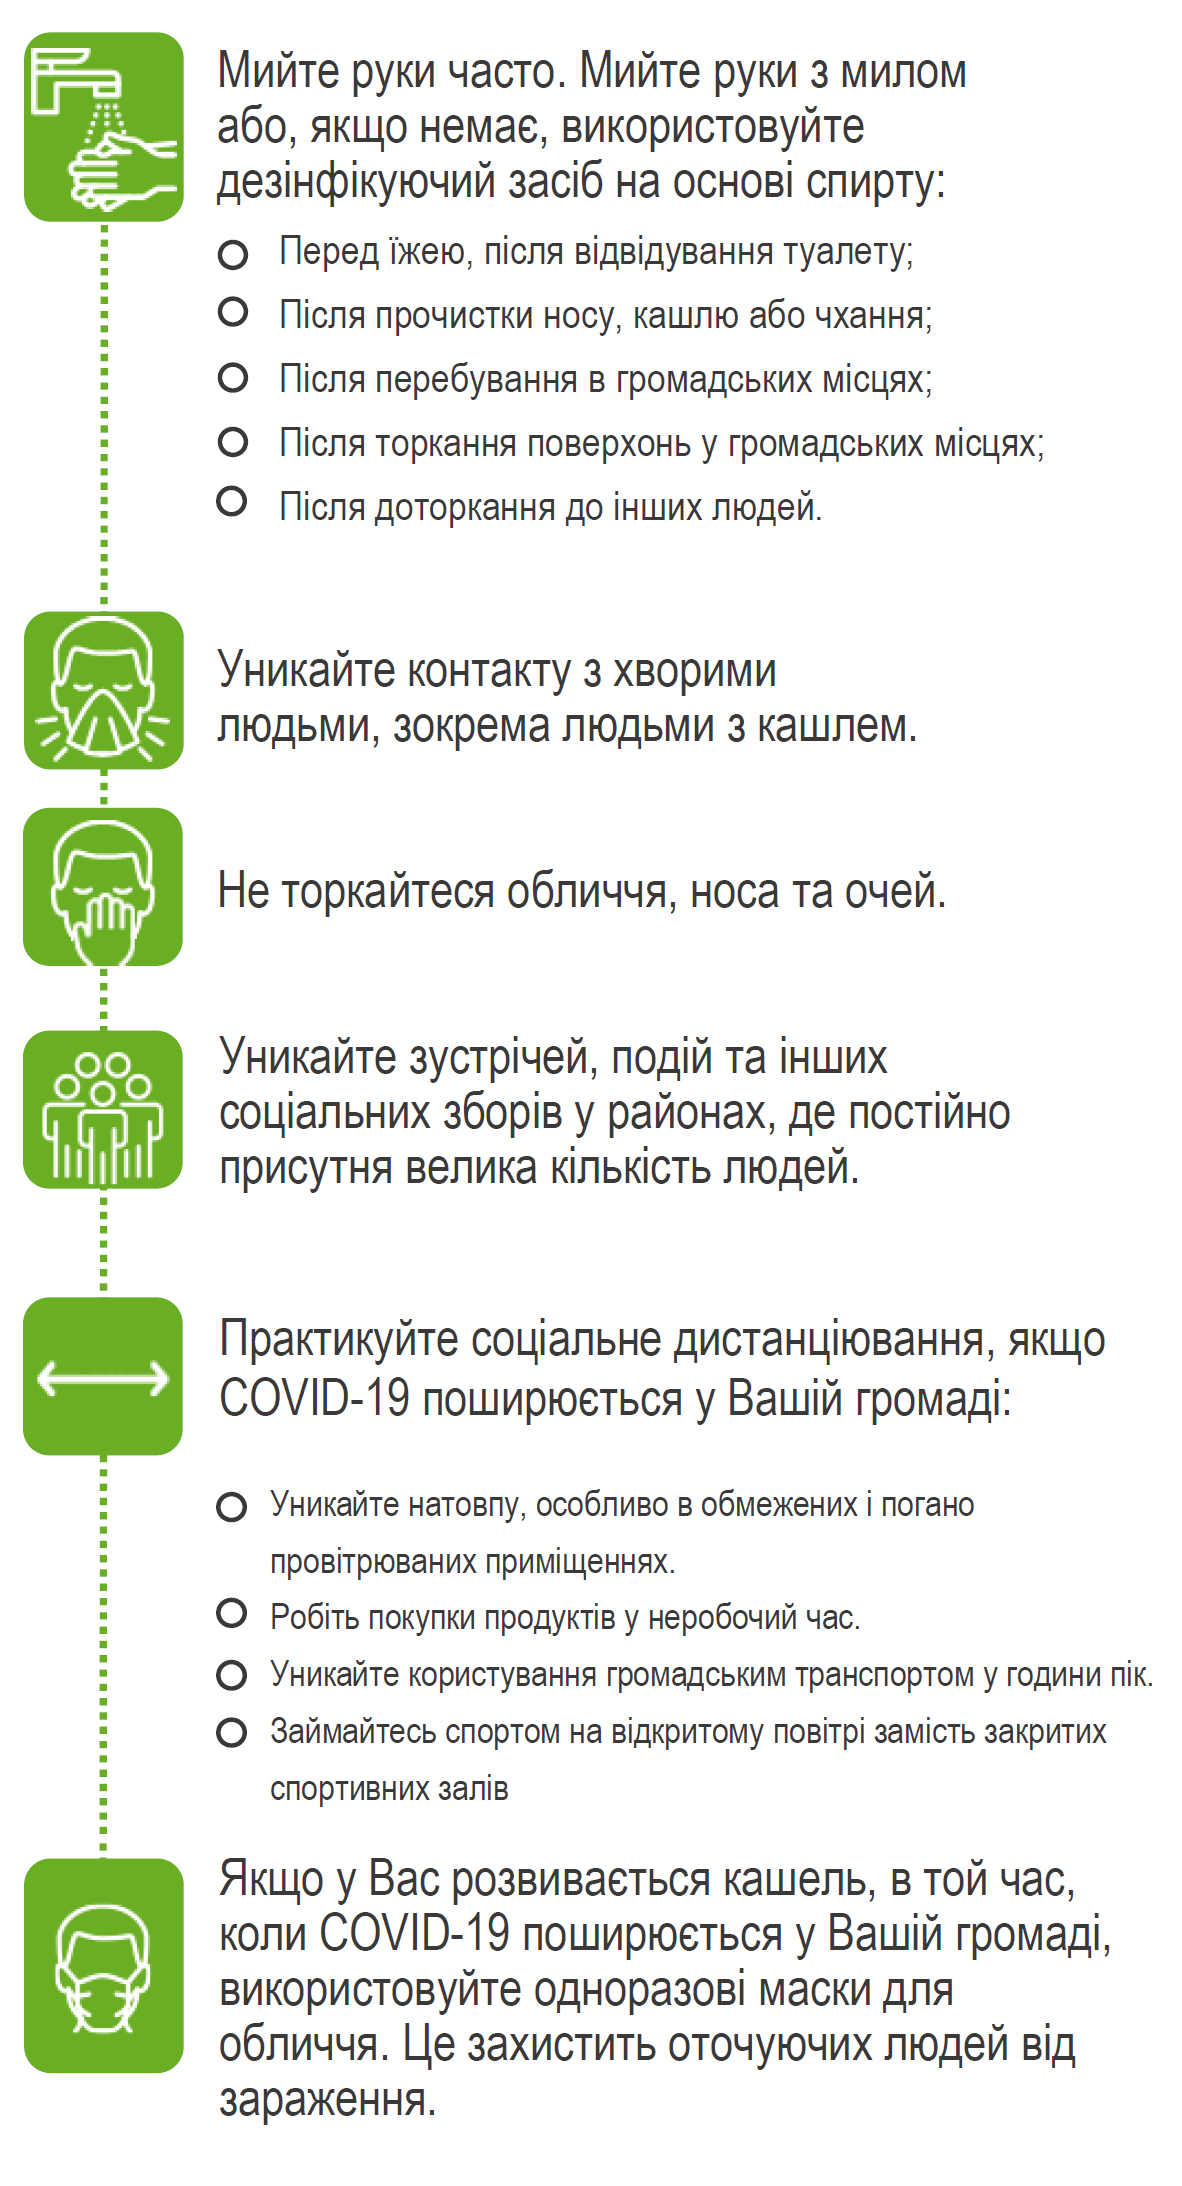 Мийте руки часто. Мийте руки з милом
або, якщо немає, використовуйте
дезінфікуючий засіб на основі спирту:
Перед їжею, після відвідування туалету;
Після прочистки носу, кашлю або чхання;
Після перебування в громадських місцях;
Після торкання поверхонь у громадських місцях;
Після доторкання до інших людей.
Уникайте контакту з хворими
людьми, зокрема людьми з кашлем.
Не торкайтеся обличчя, носа та очей.
Уникайте зустрічей, подій та інших
соціальних зборів у районах, де постійно
присутня велика кількість людей.
Практикуйте соціальне дистанціювання, якщо
COVID-19 поширюється у Вашій громаді:
Уникайте натовпу, особливо в обмежених і погано
провітрюваних приміщеннях.
Робіть покупки продуктів у неробочий час.
Уникайте користування громадським транспортом у години пік.
Займайтесь спортом на відкритому повітрі замість закритих
спортивних залів
Якщо у Вас розвивається кашель, в той час,
коли COVID-19 поширюється у Вашій громаді,
використовуйте одноразові маски для
обличчя. Це захистить оточуючих людей від
зараження.